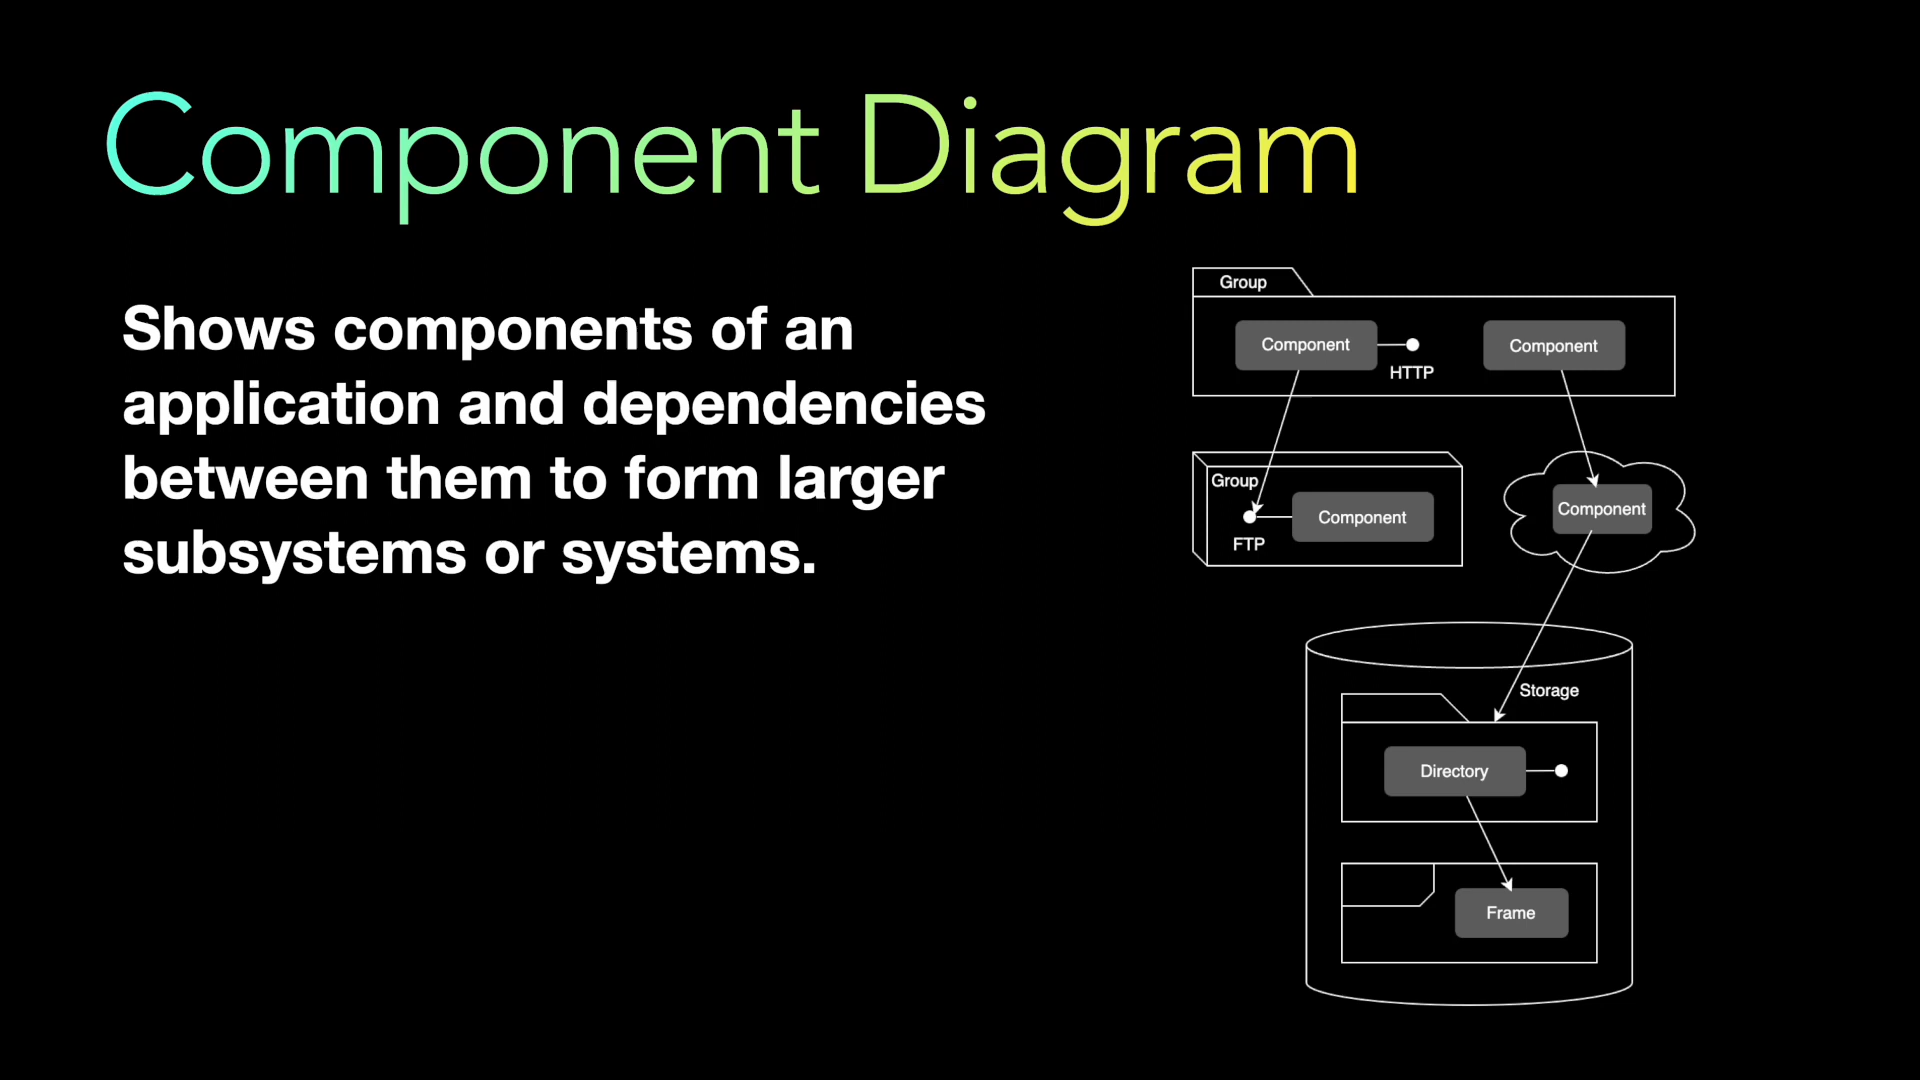 Component Diagram
Shows components of an
application and dependencies
between them to form larger
subsystems or systems.
Group
Component
HTTP
Component
Group
FTP
Component
Component
Storage
Directory
Frame